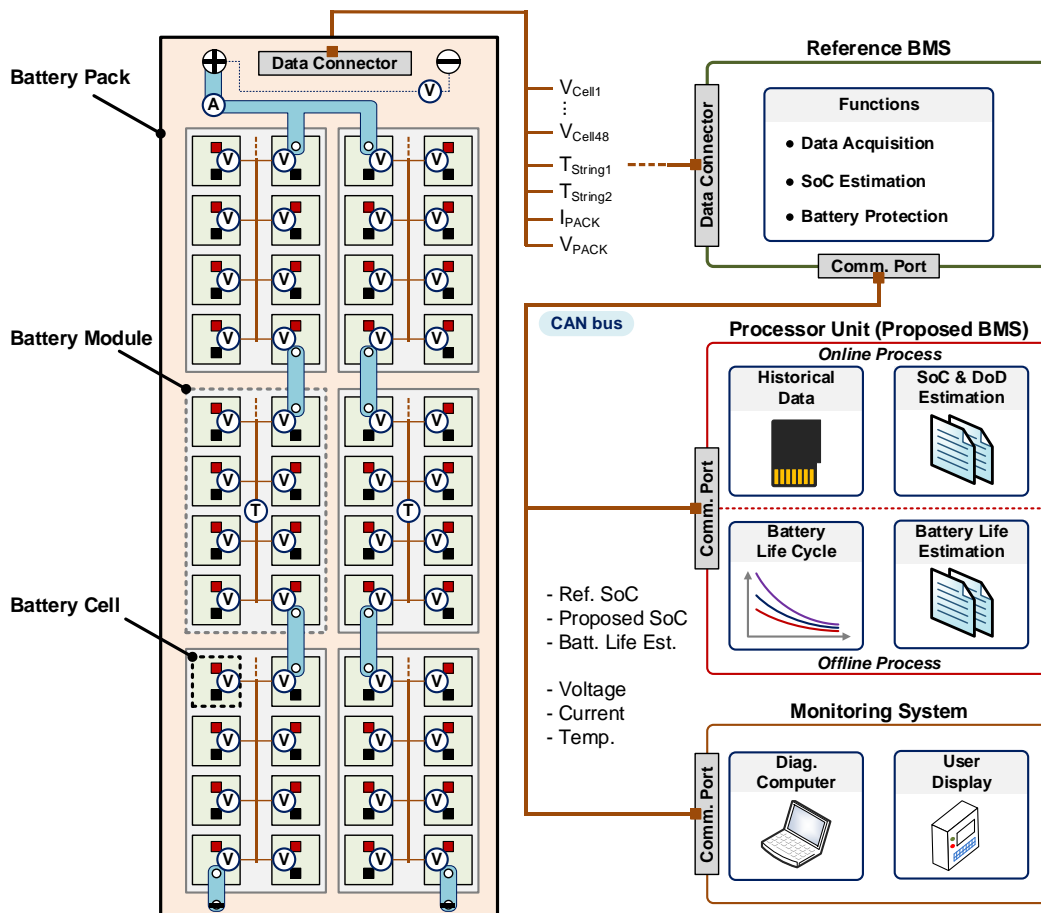 Battery Pack
Data Connector
V
A
V V V V
V V V V
V V V V
V V V V
Battery Module
V V V V
V V V V
T T
V V V V
V V V V
Battery Cell
V V V V
V V V V
V V V V
V V V V
VCell1
⋮
VCell48
TString1
TString2
IPACK
VPACK
Reference BMS
Data Connector
Functions
● Data Acquisition
● SoC Estimation
● Battery Protection
Comm. Port
CAN bus
Processor Unit (Proposed BMS)
Online Process
Comm. Port
Historical
Data
SoC & DoD
Estimation
Battery
Life Cycle
Battery Life
Estimation
Offline Process
- Ref. SoC
- Proposed SoC
- Batt. Life Est.
- Voltage
- Current
- Temp.
Monitoring System
Comm. Port
Diag.
Computer
User
Display